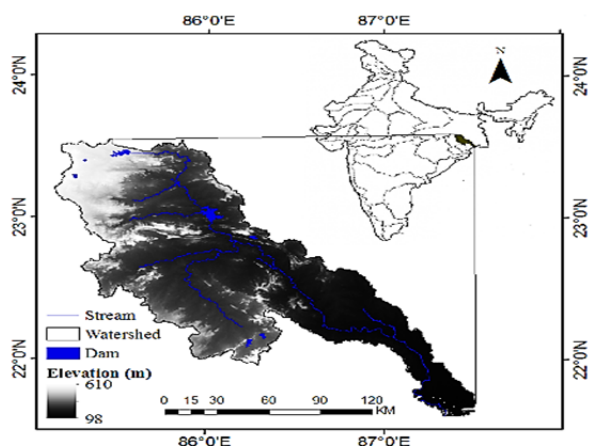 86°0'E 87°0'E
24°0'N 24°0'N
N
23°0'N 23°0'N
Stream
Watershed
Dam
22°0'N 22°0'N
Elevation (m)
610
98
0 15 30 60 90 120
KM
86°0'E 87°0'E